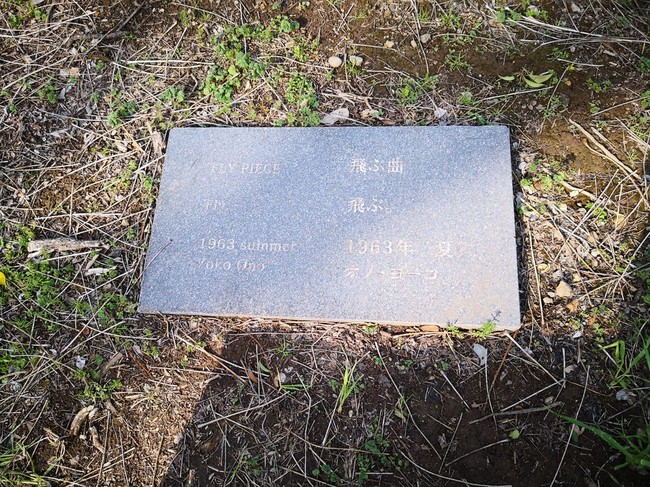 FLY PIECE
飛ぶ曲
Fly
飛ぶ。
1963 summer
1963年 夏
Yoko Ono
オノ・ヨーコ